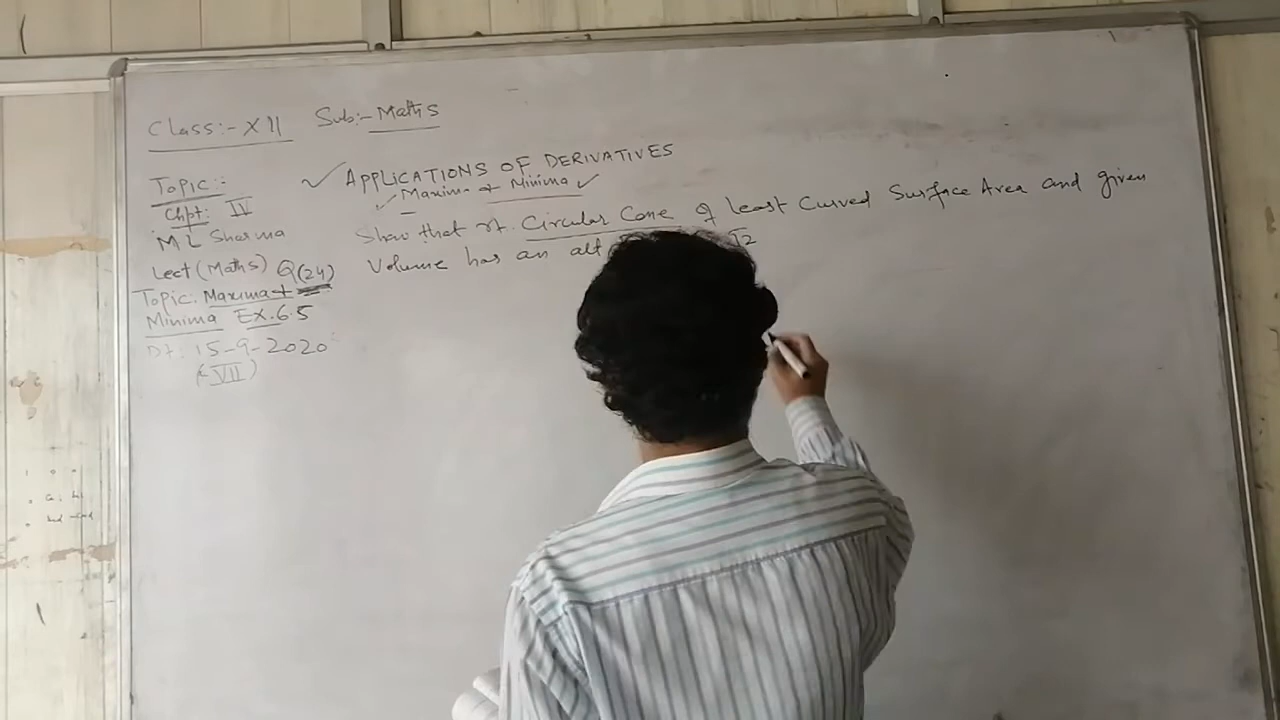 Class:- XII Sub:- Maths
Topic:- ✓ APPLICATIONS OF DERIVATIVES
✓ Maxima + Minima ✓
Chpt: IV
Show that rt. Circular Cone of least Curved Surface Area and given
Volume has an alt √2
M L Sharma
Lect (Maths) Q(24)
Topic: Maxima +
Minima EX.6.5
Dt. 15-9-2020
(VII)